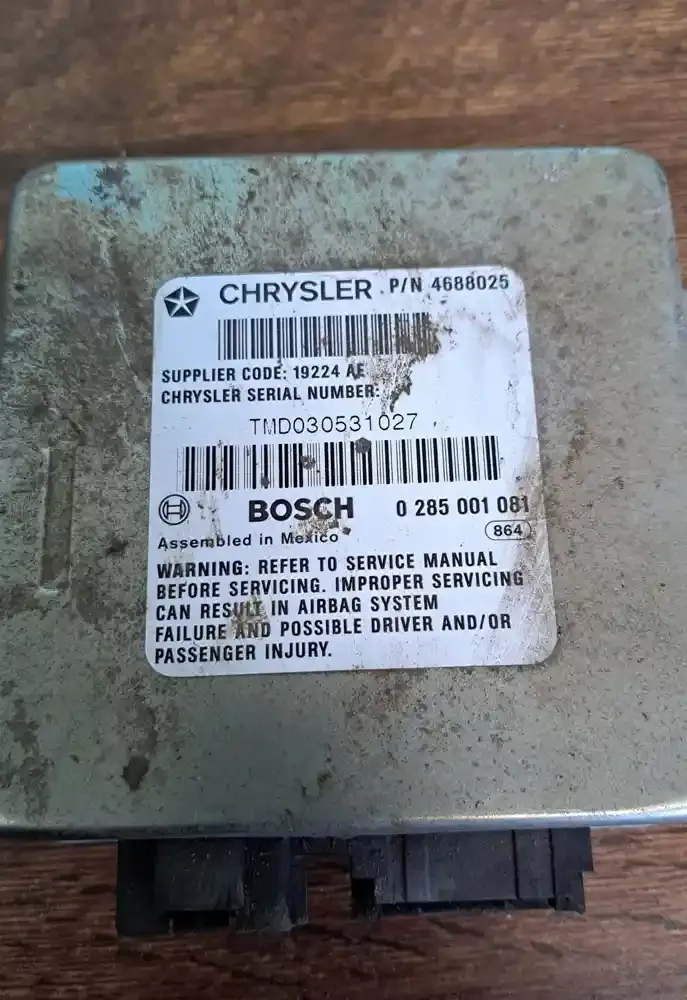 CHRYSLER P/N 4688025
SUPPLIER CODE: 19224 AE
CHRYSLER SERIAL NUMBER:
TMD030531027
BOSCH 0 285 001 081
Assembled in Mexico 864
WARNING: REFER TO SERVICE MANUAL
BEFORE SERVICING. IMPROPER SERVICING
CAN RESULT IN AIRBAG SYSTEM
FAILURE AND POSSIBLE DRIVER AND/OR
PASSENGER INJURY.